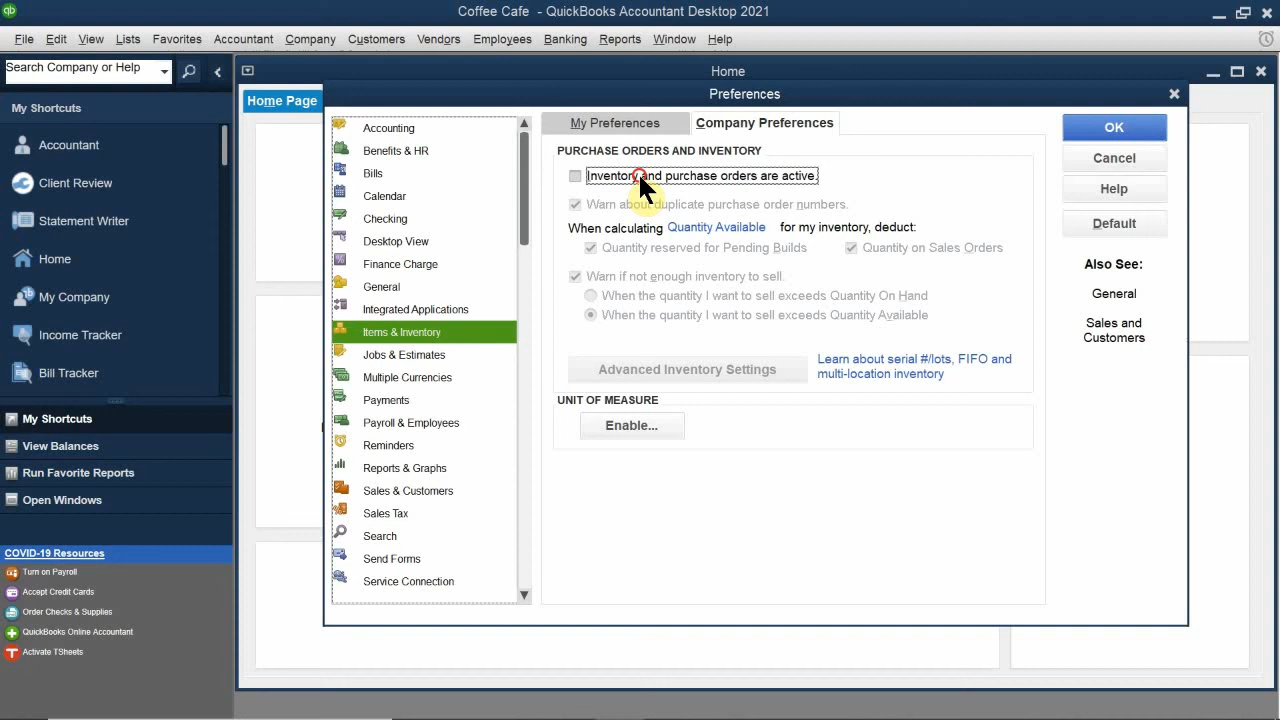 qb
Coffee Cafe - QuickBooks Accountant Desktop 2021
File Edit View Lists Favorites Accountant Company Customers Vendors Employees Banking Reports Window Help
Search Company or Help
My Shortcuts
Accountant
Client Review
Statement Writer
Home
My Company
Income Tracker
Bill Tracker
My Shortcuts
View Balances
Run Favorite Reports
Open Windows
COVID-19 Resources
Turn on Payroll
Accept Credit Cards
Order Checks & Supplies
QuickBooks Online Accountant
Activate TSheets
Home
Home Page
Preferences
Accounting
Benefits & HR
Bills
Calendar
Checking
Desktop View
Finance Charge
General
Integrated Applications
Items & Inventory
Jobs & Estimates
Multiple Currencies
Payments
Payroll & Employees
Reminders
Reports & Graphs
Sales & Customers
Sales Tax
Search
Send Forms
Service Connection
My Preferences
Company Preferences
PURCHASE ORDERS AND INVENTORY
Inventory and purchase orders are active.
Warn about duplicate purchase order numbers.
When calculating Quantity Available for my inventory, deduct:
Quantity reserved for Pending Builds
Quantity on Sales Orders
Warn if not enough inventory to sell.
When the quantity I want to sell exceeds Quantity On Hand
When the quantity I want to sell exceeds Quantity Available
Advanced Inventory Settings
Learn about serial #/lots, FIFO and
multi-location inventory
UNIT OF MEASURE
Enable...
OK
Cancel
Help
Default
Also See:
General
Sales and
Customers